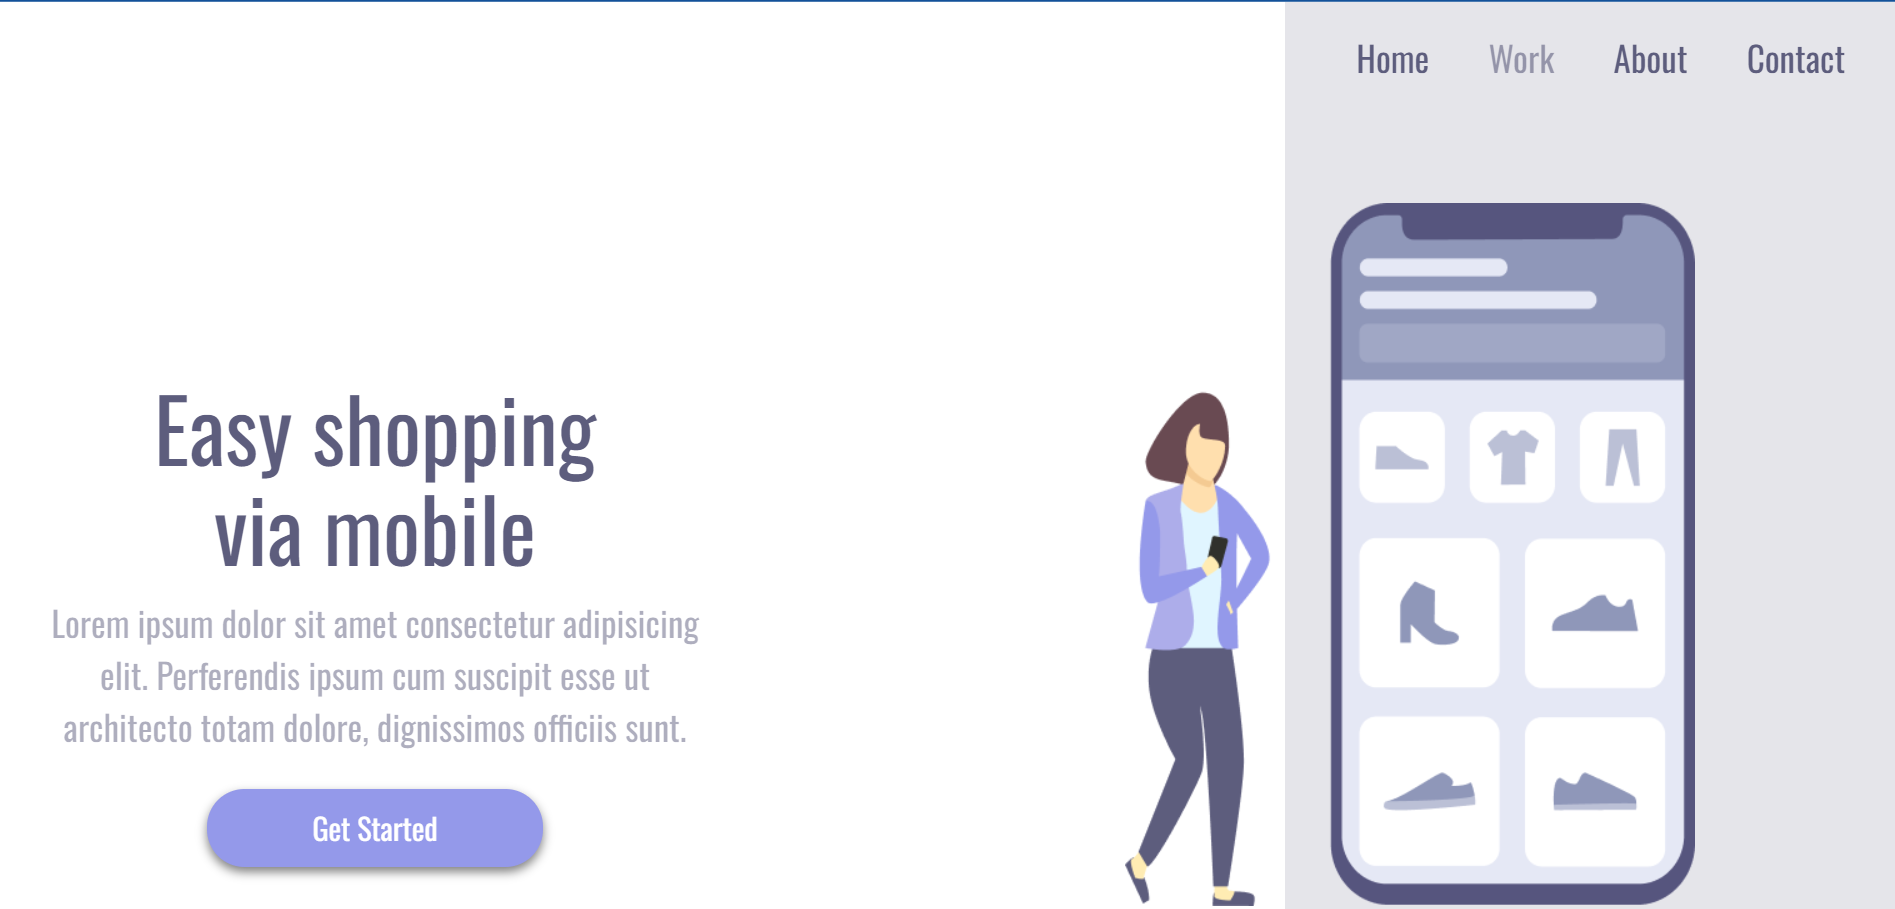 Home Work About Contact
Easy shopping
via mobile
Lorem ipsum dolor sit amet consectetur adipisicing
elit. Perferendis ipsum cum suscipit esse ut
architecto totam dolore, dignissimos officiis sunt.
Get Started